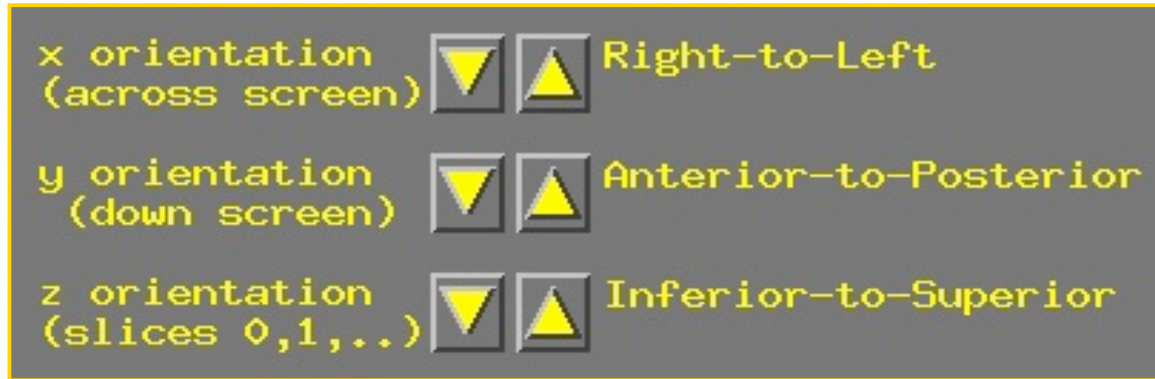 x orientation
(across screen)
Right-to-Left
y orientation
(down screen)
Anterior-to-Posterior
z orientation
(slices 0,1,..)
Inferior-to-Superior